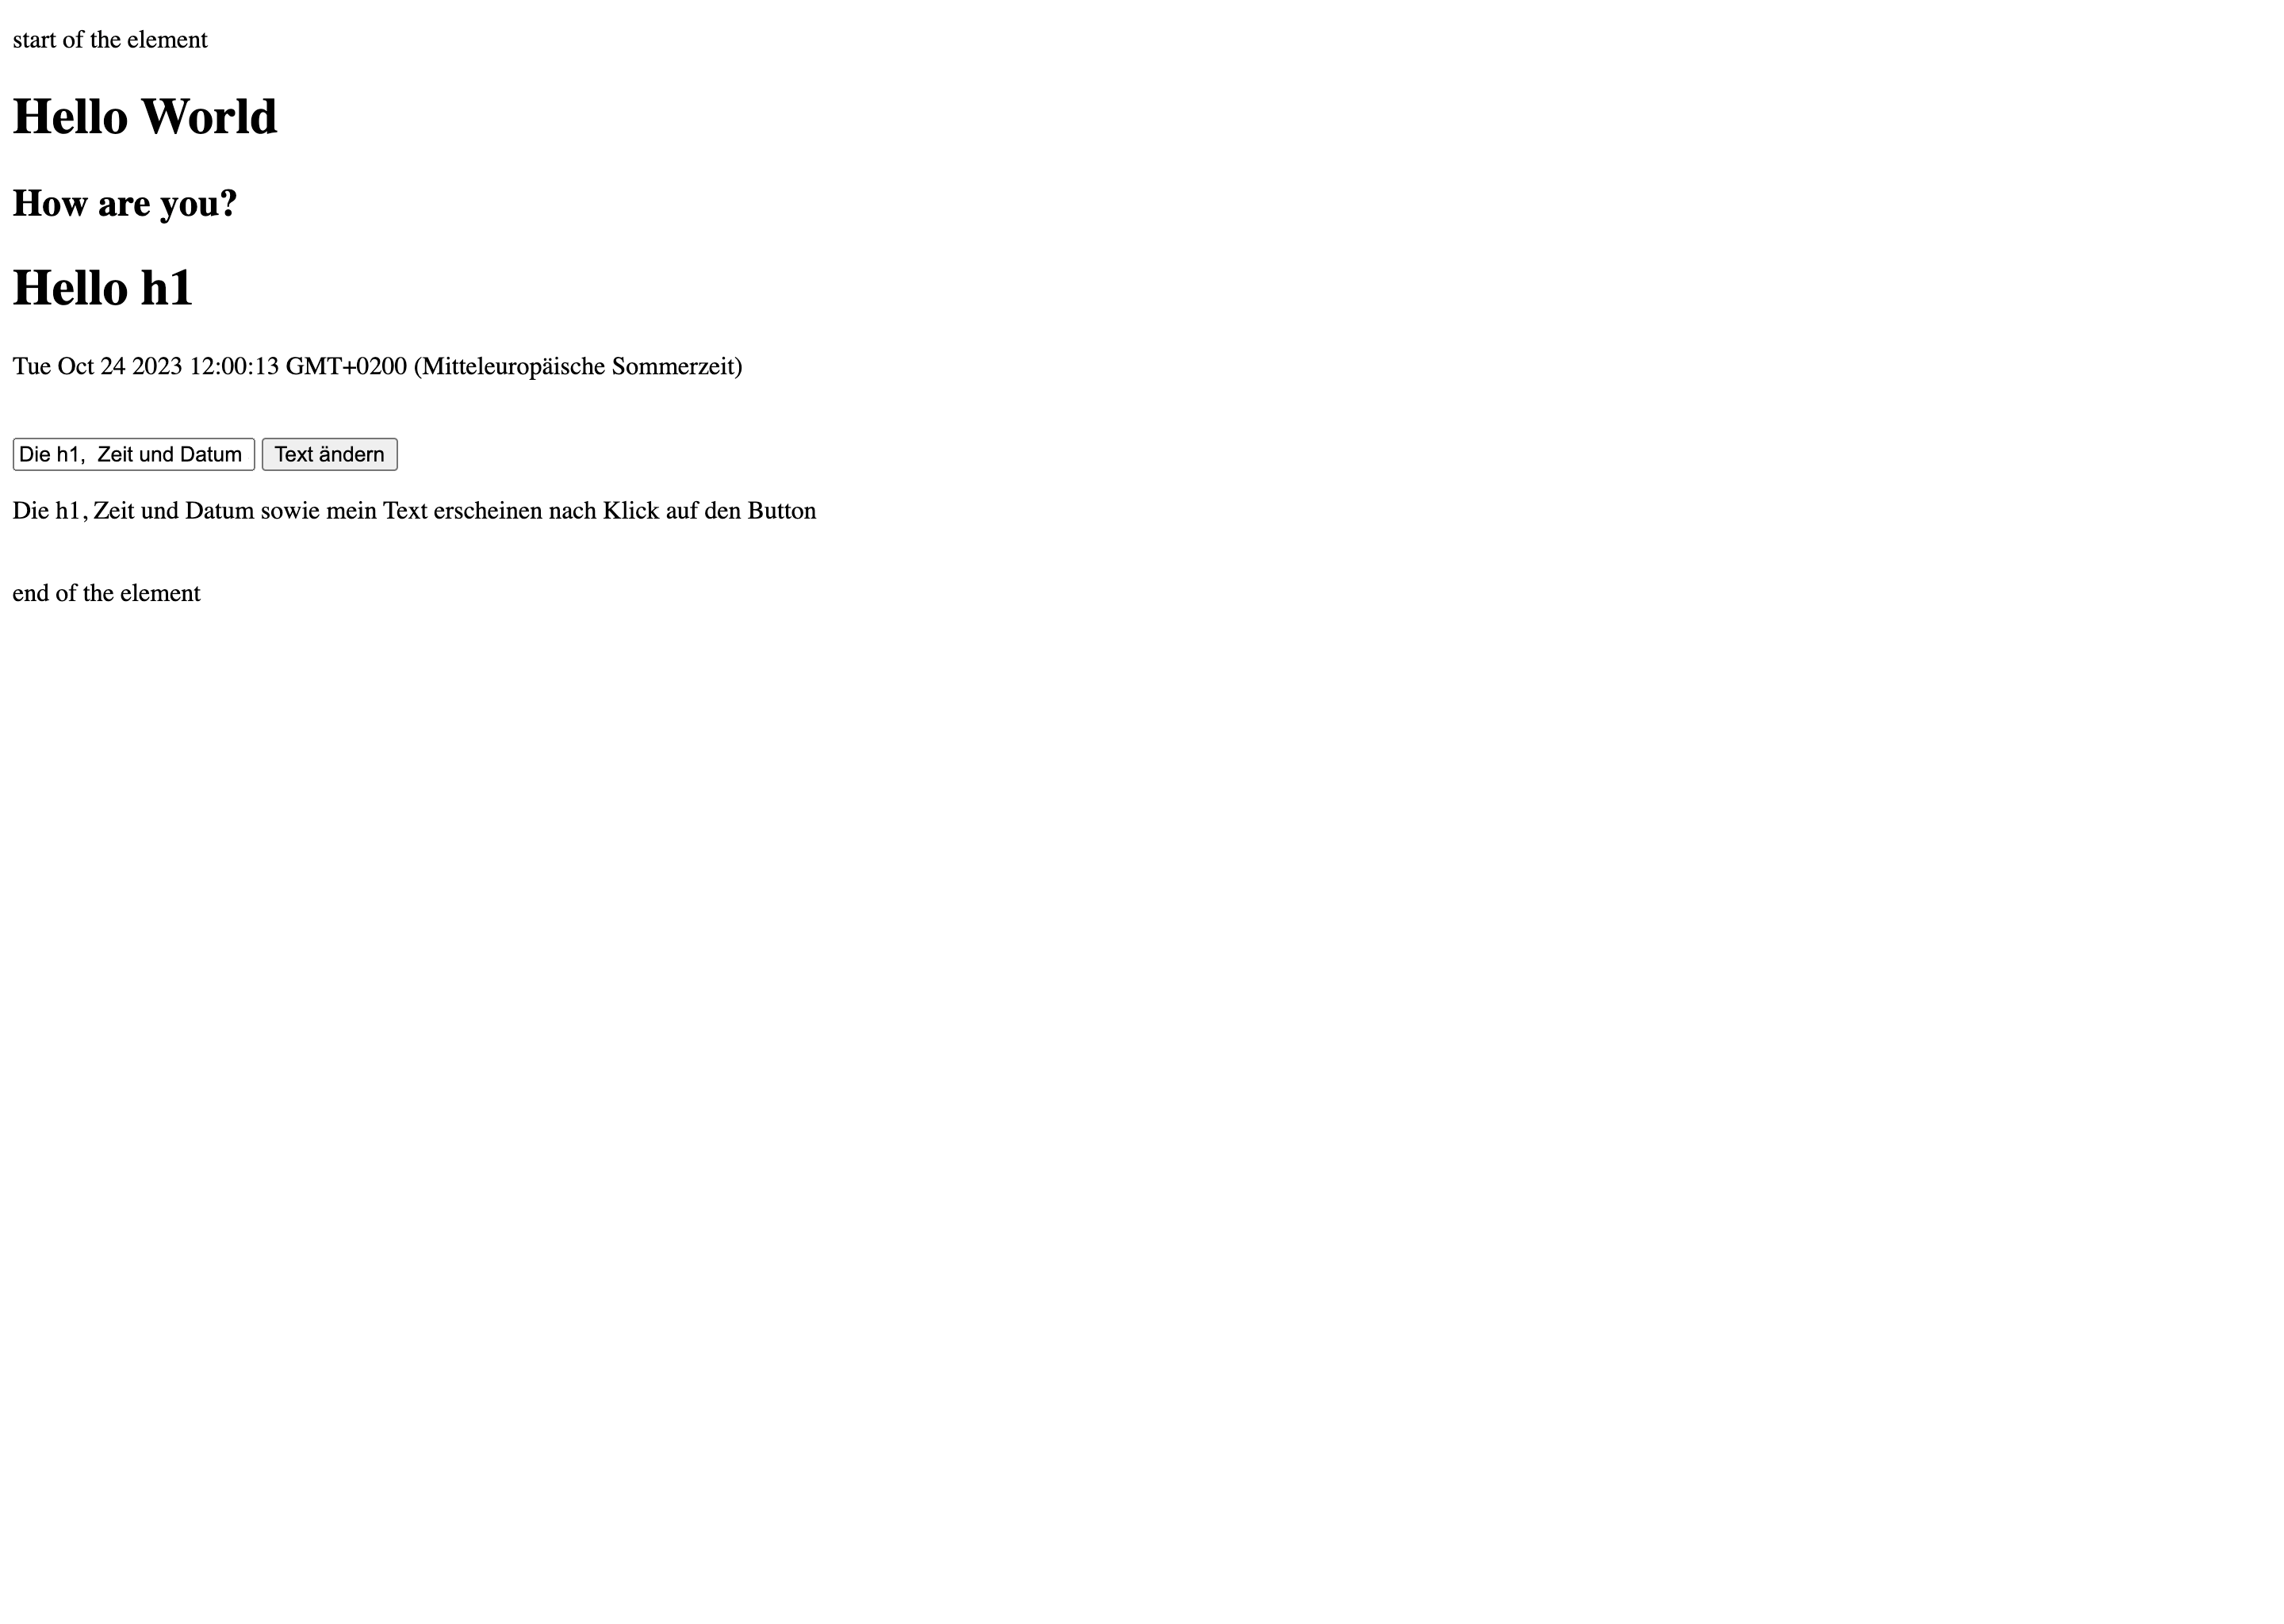 start of the element
Hello World
How are you?
Hello h1
Tue Oct 24 2023 12:00:13 GMT+0200 (Mitteleuropäische Sommerzeit)
Die h1,  Zeit und Datum Text ändern
Die h1, Zeit und Datum sowie mein Text erscheinen nach Klick auf den Button
end of the element